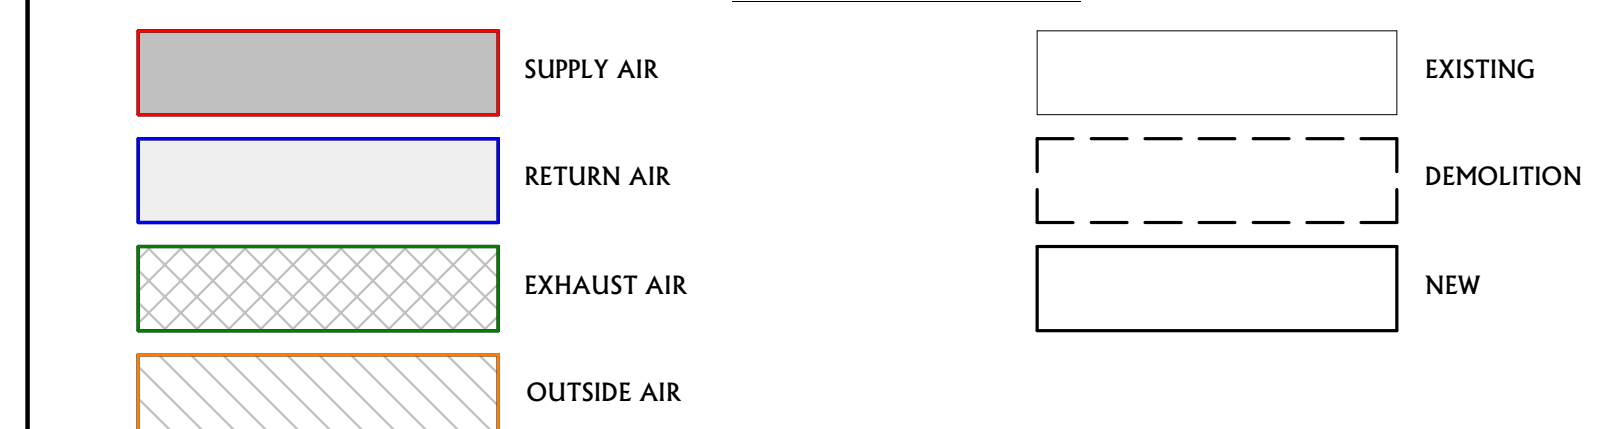 SUPPLY AIR
RETURN AIR
EXHAUST AIR
OUTSIDE AIR
EXISTING
DEMOLITION
NEW